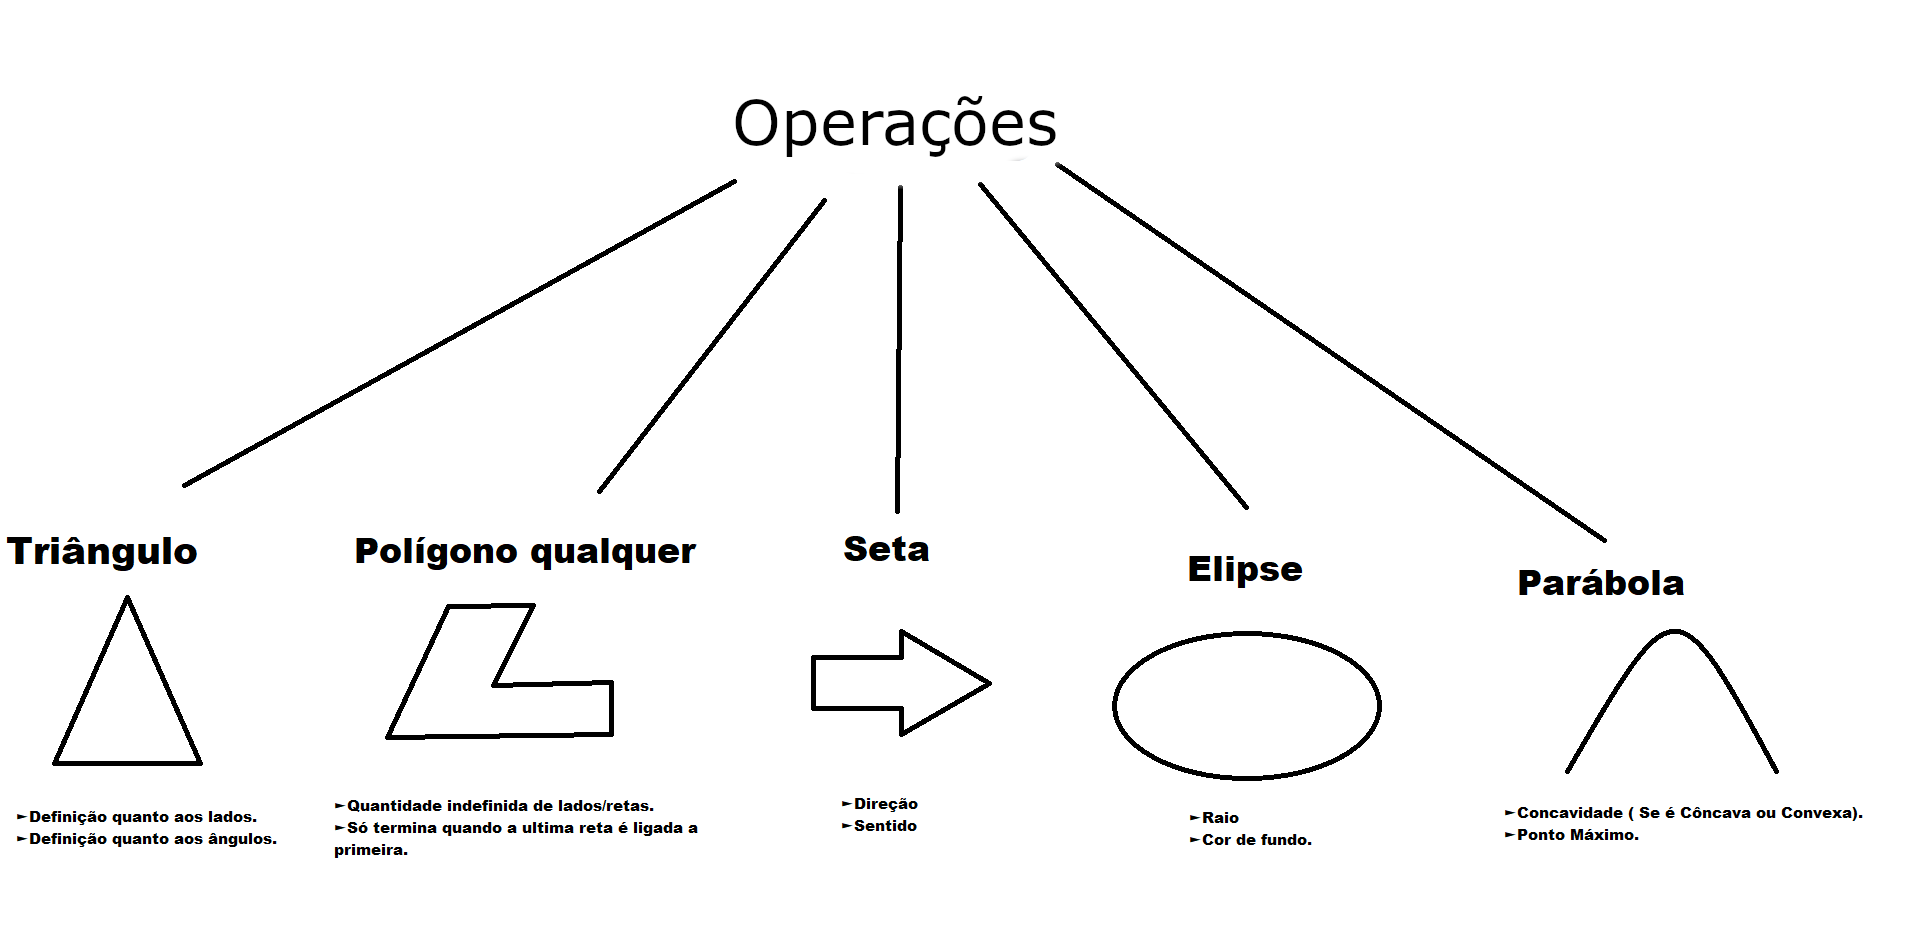 Operações
Triângulo
►Definição quanto aos lados.
►Definição quanto aos ângulos.
Polígono qualquer
►Quantidade indefinida de lados/retas.
►Só termina quando a ultima reta é ligada a
primeira.
Seta
►Direção
►Sentido
Elipse
►Raio
►Cor de fundo.
Parábola
►Concavidade ( Se é Côncava ou Convexa).
►Ponto Máximo.